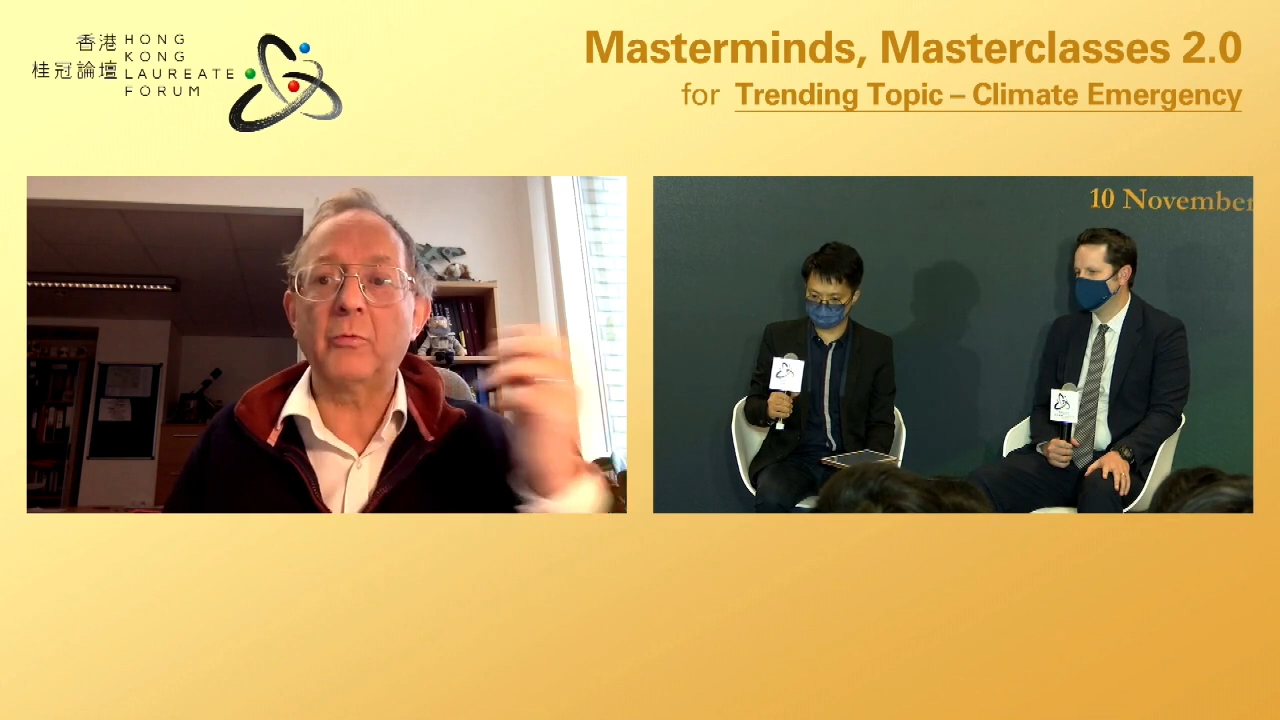 香港 HONG
KONG
桂冠論壇 LAUREATE
FORUM
Masterminds, Masterclasses 2.0
for Trending Topic – Climate Emergency
10 November